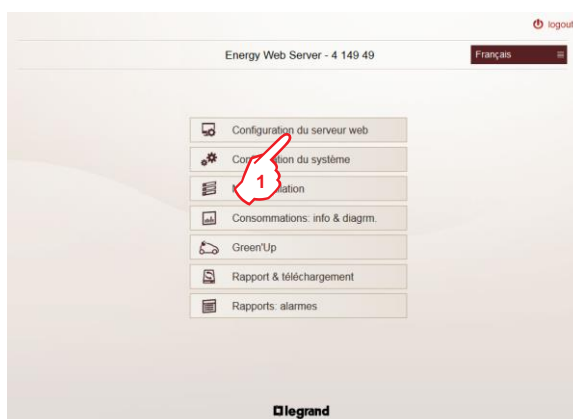 logout
Energy Web Server - 4 149 49
Français
Configuration du serveur web
du système
1
Consommations: info & diagrm.
Green'Up
Rapport & téléchargement
Rapports: alarmes
legrand